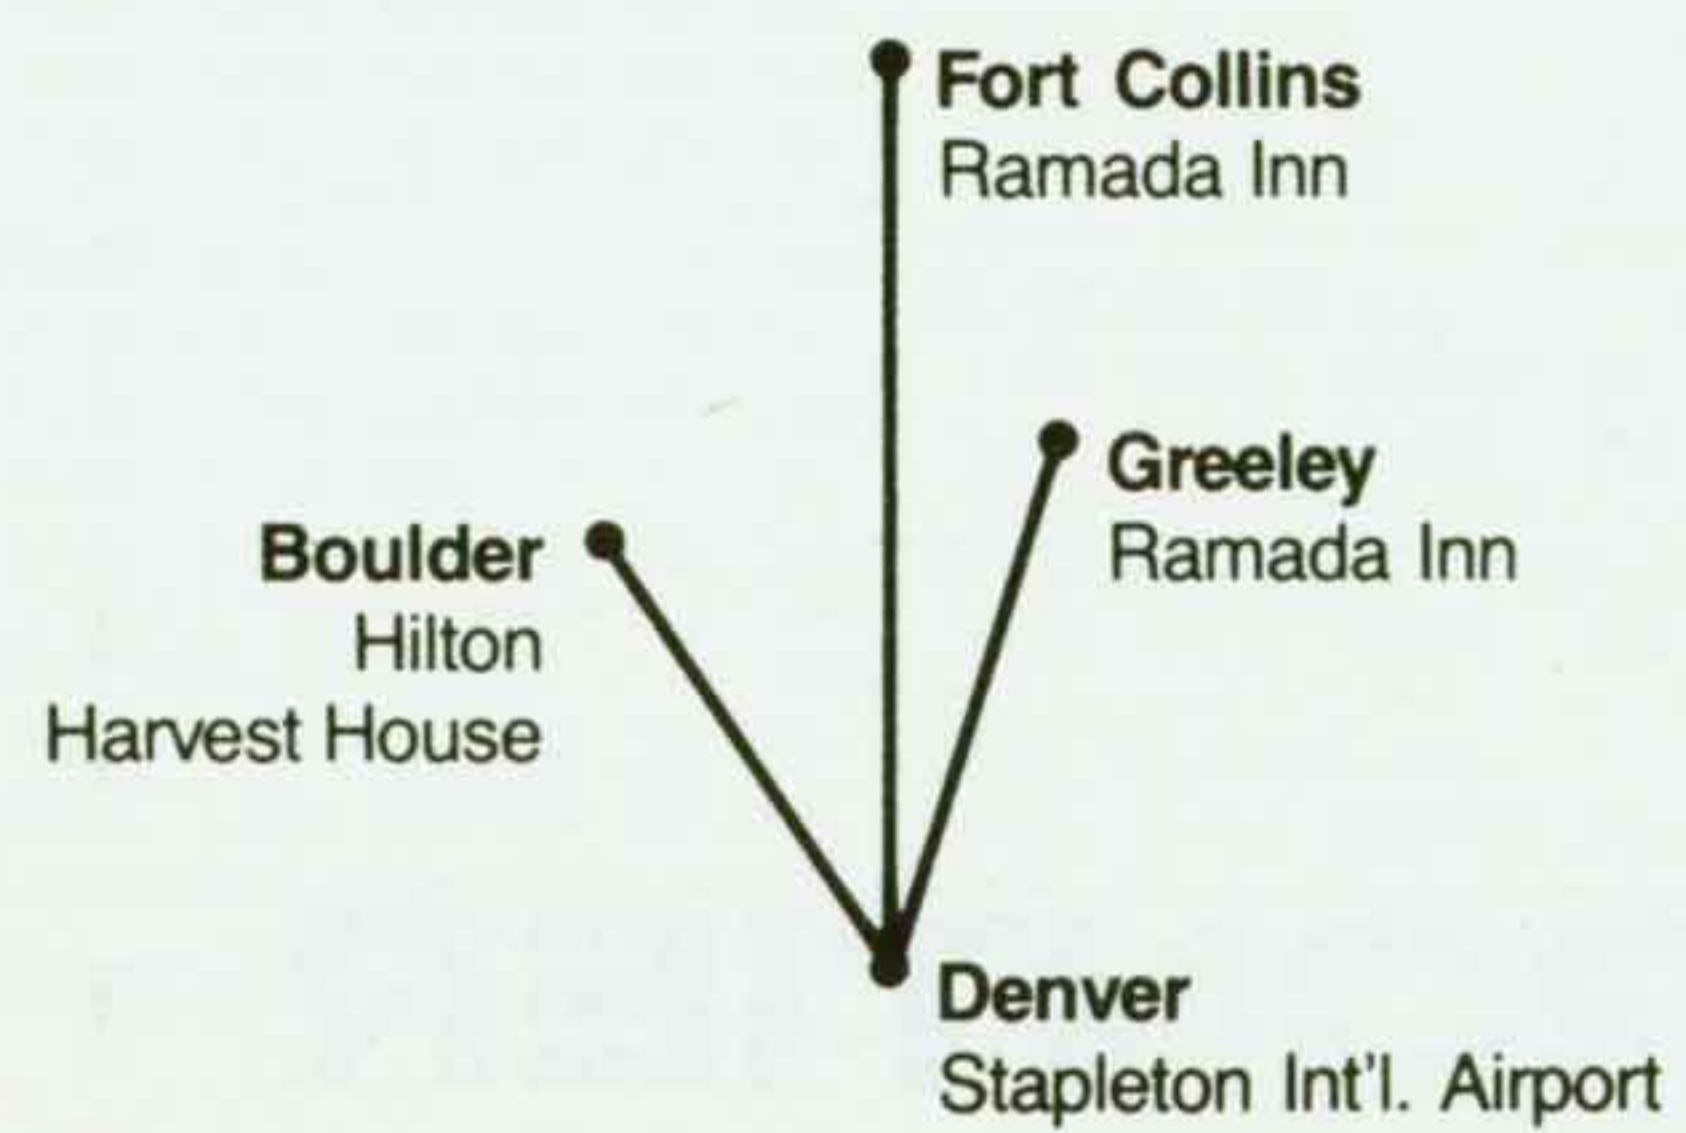 Fort Collins
Ramada Inn
Greeley
Ramada Inn
Boulder
Hilton
Harvest House
Denver
Stapleton Int'l. Airport